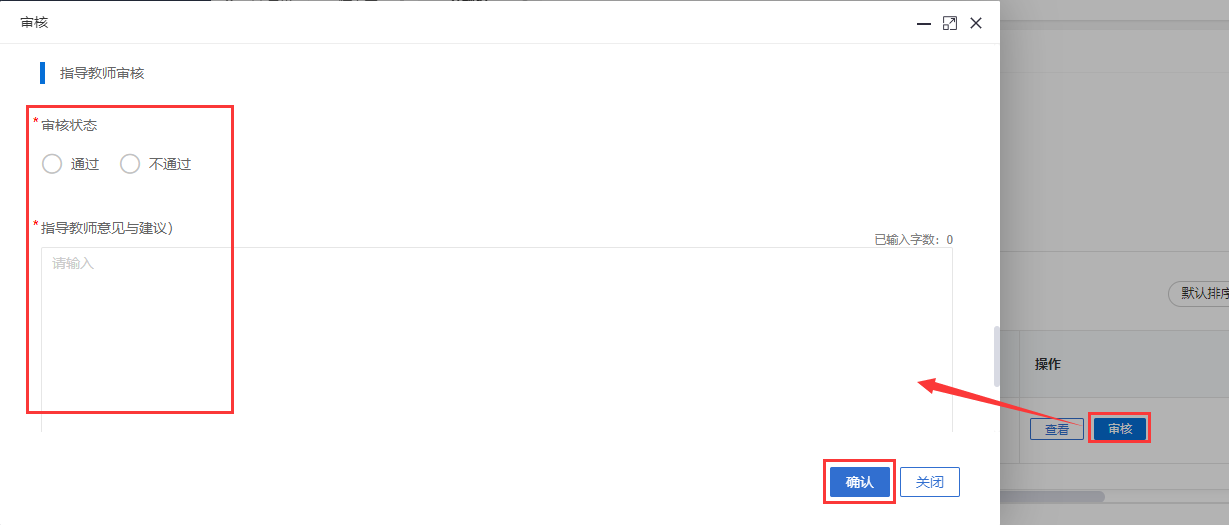 审核
指导教师审核
*审核状态
通过 不通过
*指导教师意见与建议）
已输入字数：0
请输入
默认排序
操作
查看 审核
确认 关闭